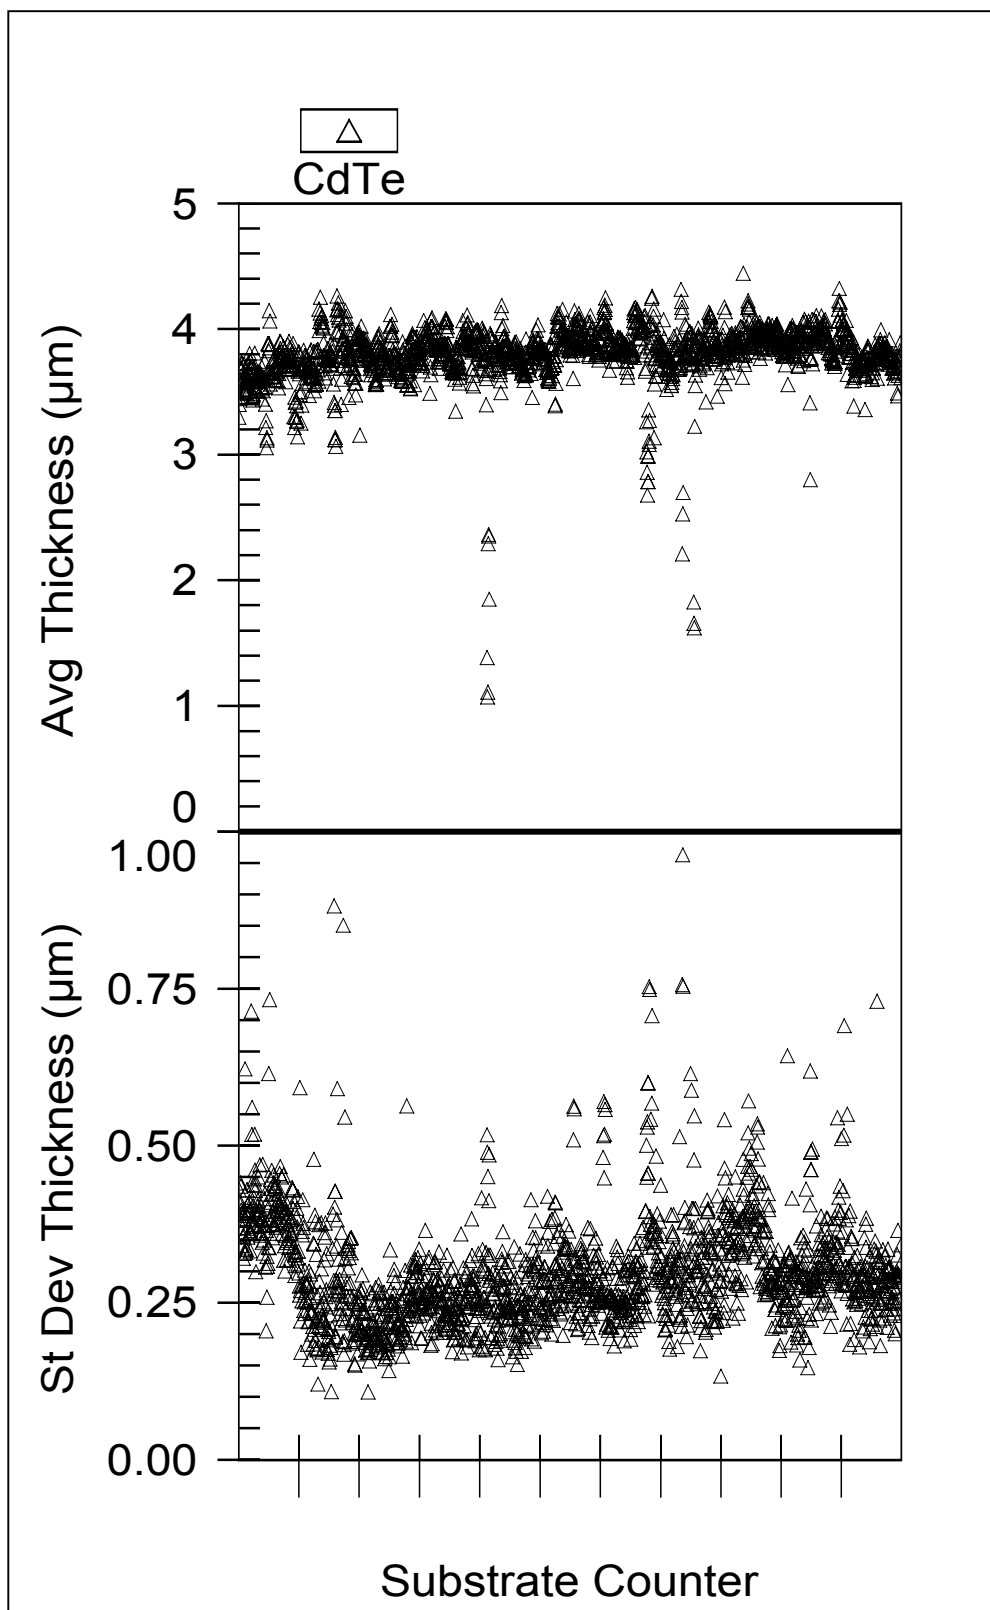 CdTe
5
4
3
2
1
0
Avg Thickness (μm)
1.00
0.75
0.50
0.25
0.00
St Dev Thickness (μm)
Substrate Counter